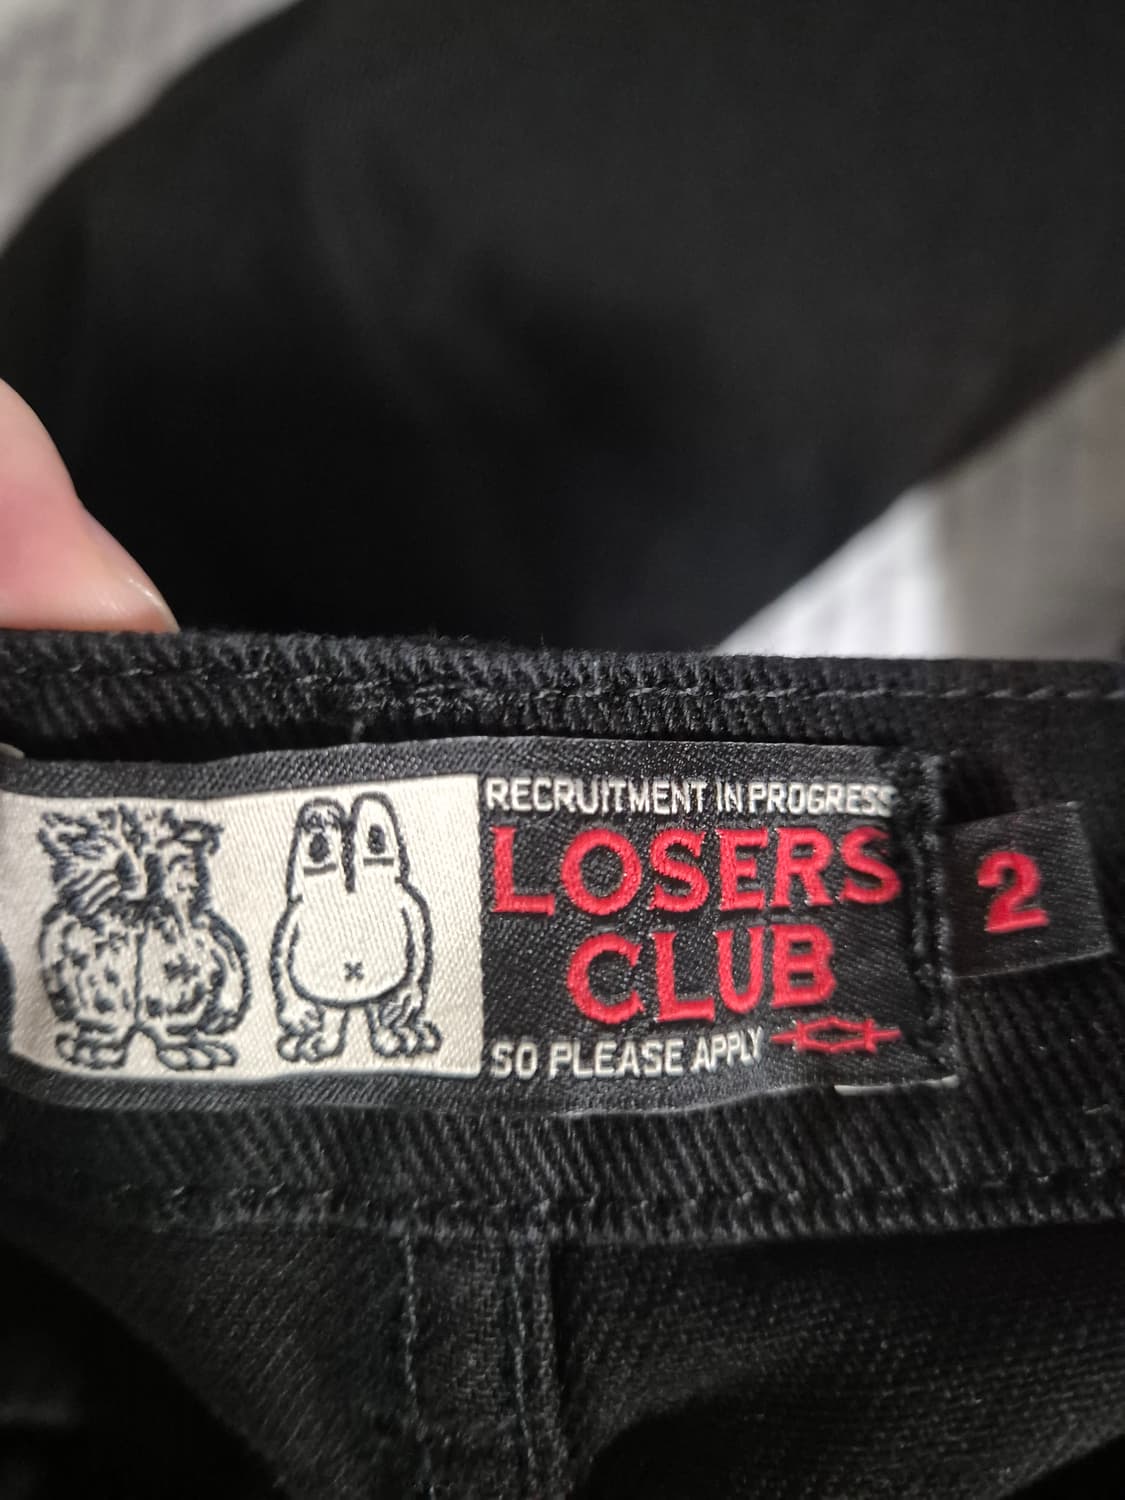 RECRUITMENT IN PROGRESS
LOSERS
CLUB
SO PLEASE APPLY
2